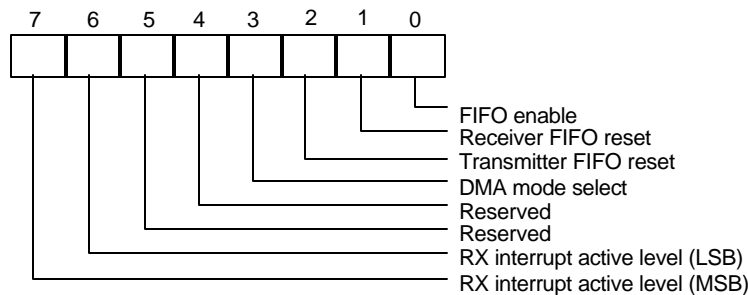 7 6 5 4 3 2 1 0
FIFO enable
Receiver FIFO reset
Transmitter FIFO reset
DMA mode select
Reserved
Reserved
RX interrupt active level (LSB)
RX interrupt active level (MSB)